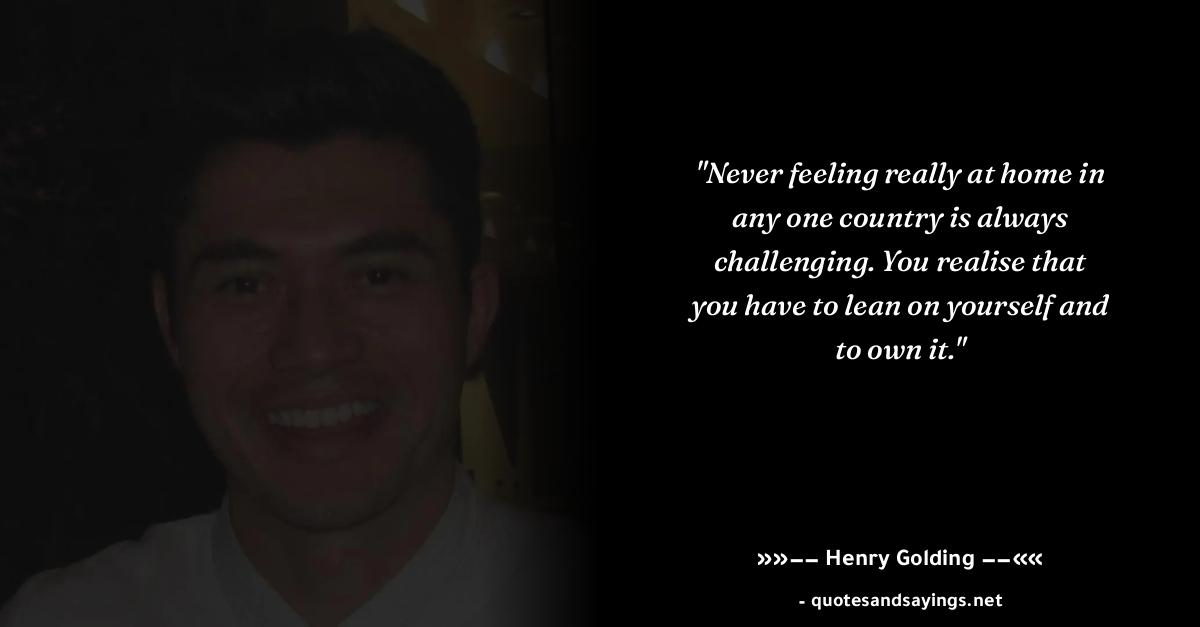 "Never feeling really at home in
any one country is always
challenging. You realise that
you have to lean on yourself and
to own it."
»»−− Henry Golding −−««
- quotesandsayings.net